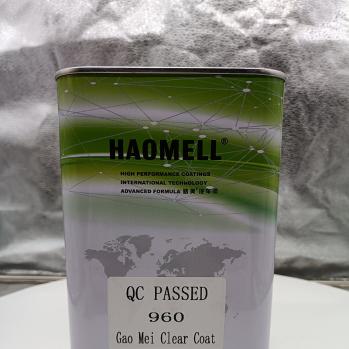 HAOMELL®
HIGH PERFORMANCE COATINGS
INTERNATIONAL TECHNOLOGY
ADVANCED FORMULA
QC PASSED
960
Gao Mei Clear Coat